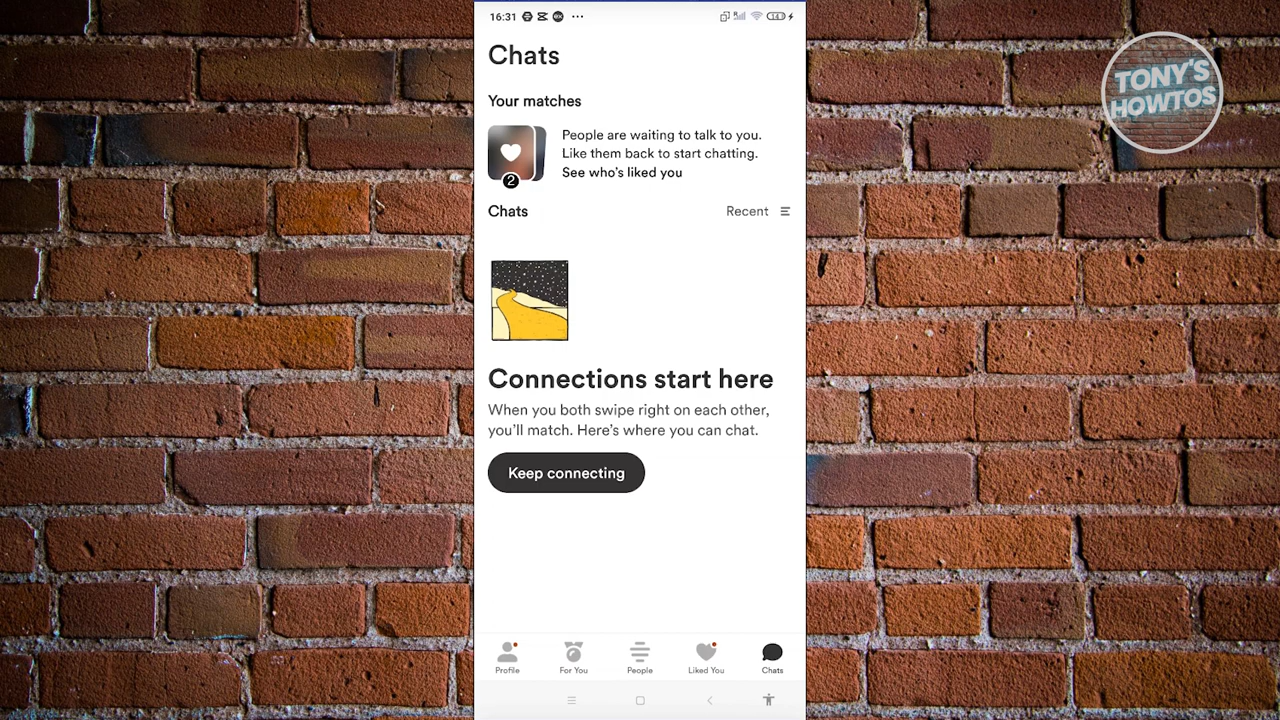 16:31
Chats
Your matches
People are waiting to talk to you.
Like them back to start chatting.
See who's liked you
2
Chats
Recent
Connections start here
When you both swipe right on each other,
you'll match. Here's where you can chat.
Keep connecting
Profile
For You
People
Liked You
Chats
TONY'S
HOWTOS